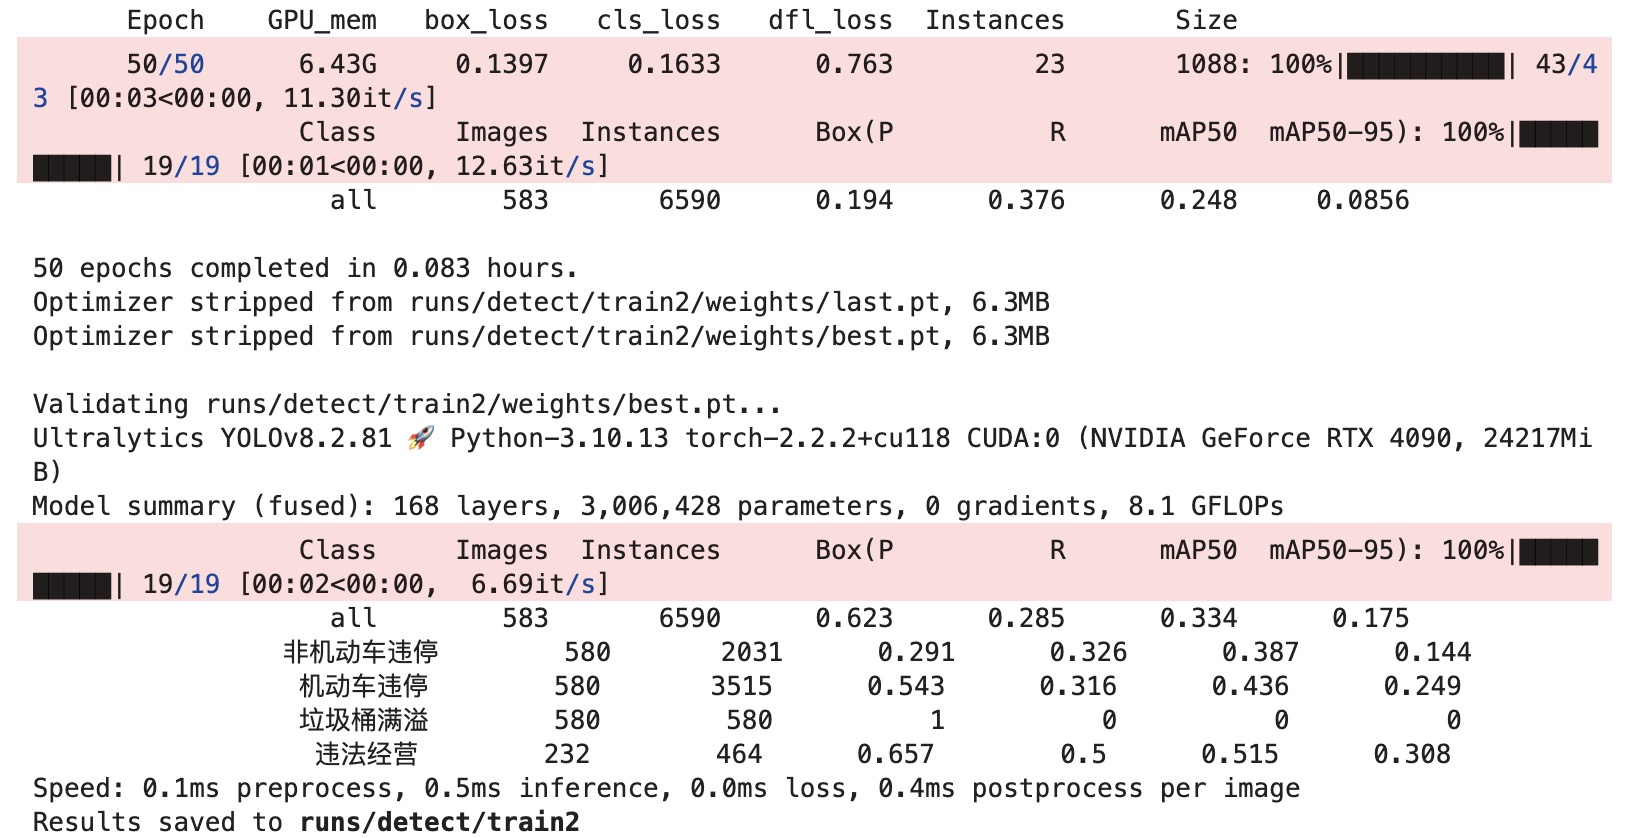 Epoch GPU_mem box_loss cls_loss dfl_loss Instances Size
50/50 6.43G 0.1397 0.1633 0.763 23 1088: 100%|██████████| 43/4
3 [00:03<00:00, 11.30it/s]
Class Images Instances Box(P R mAP50 mAP50-95): 100%|█████
█████| 19/19 [00:01<00:00, 12.63it/s]
all 583 6590 0.194 0.376 0.248 0.0856
50 epochs completed in 0.083 hours.
Optimizer stripped from runs/detect/train2/weights/last.pt, 6.3MB
Optimizer stripped from runs/detect/train2/weights/best.pt, 6.3MB
Validating runs/detect/train2/weights/best.pt...
Ultralytics YOLOv8.2.81 🚀 Python-3.10.13 torch-2.2.2+cu118 CUDA:0 (NVIDIA GeForce RTX 4090, 24217Mi
B)
Model summary (fused): 168 layers, 3,006,428 parameters, 0 gradients, 8.1 GFLOPs
Class Images Instances Box(P R mAP50 mAP50-95): 100%|█████
█████| 19/19 [00:02<00:00, 6.69it/s]
all 583 6590 0.623 0.285 0.334 0.175
非机动车违停 580 2031 0.291 0.326 0.387 0.144
机动车违停 580 3515 0.543 0.316 0.436 0.249
垃圾桶满溢 580 580 1 0 0 0
违法经营 232 464 0.657 0.5 0.515 0.308
Speed: 0.1ms preprocess, 0.5ms inference, 0.0ms loss, 0.4ms postprocess per image
Results saved to runs/detect/train2